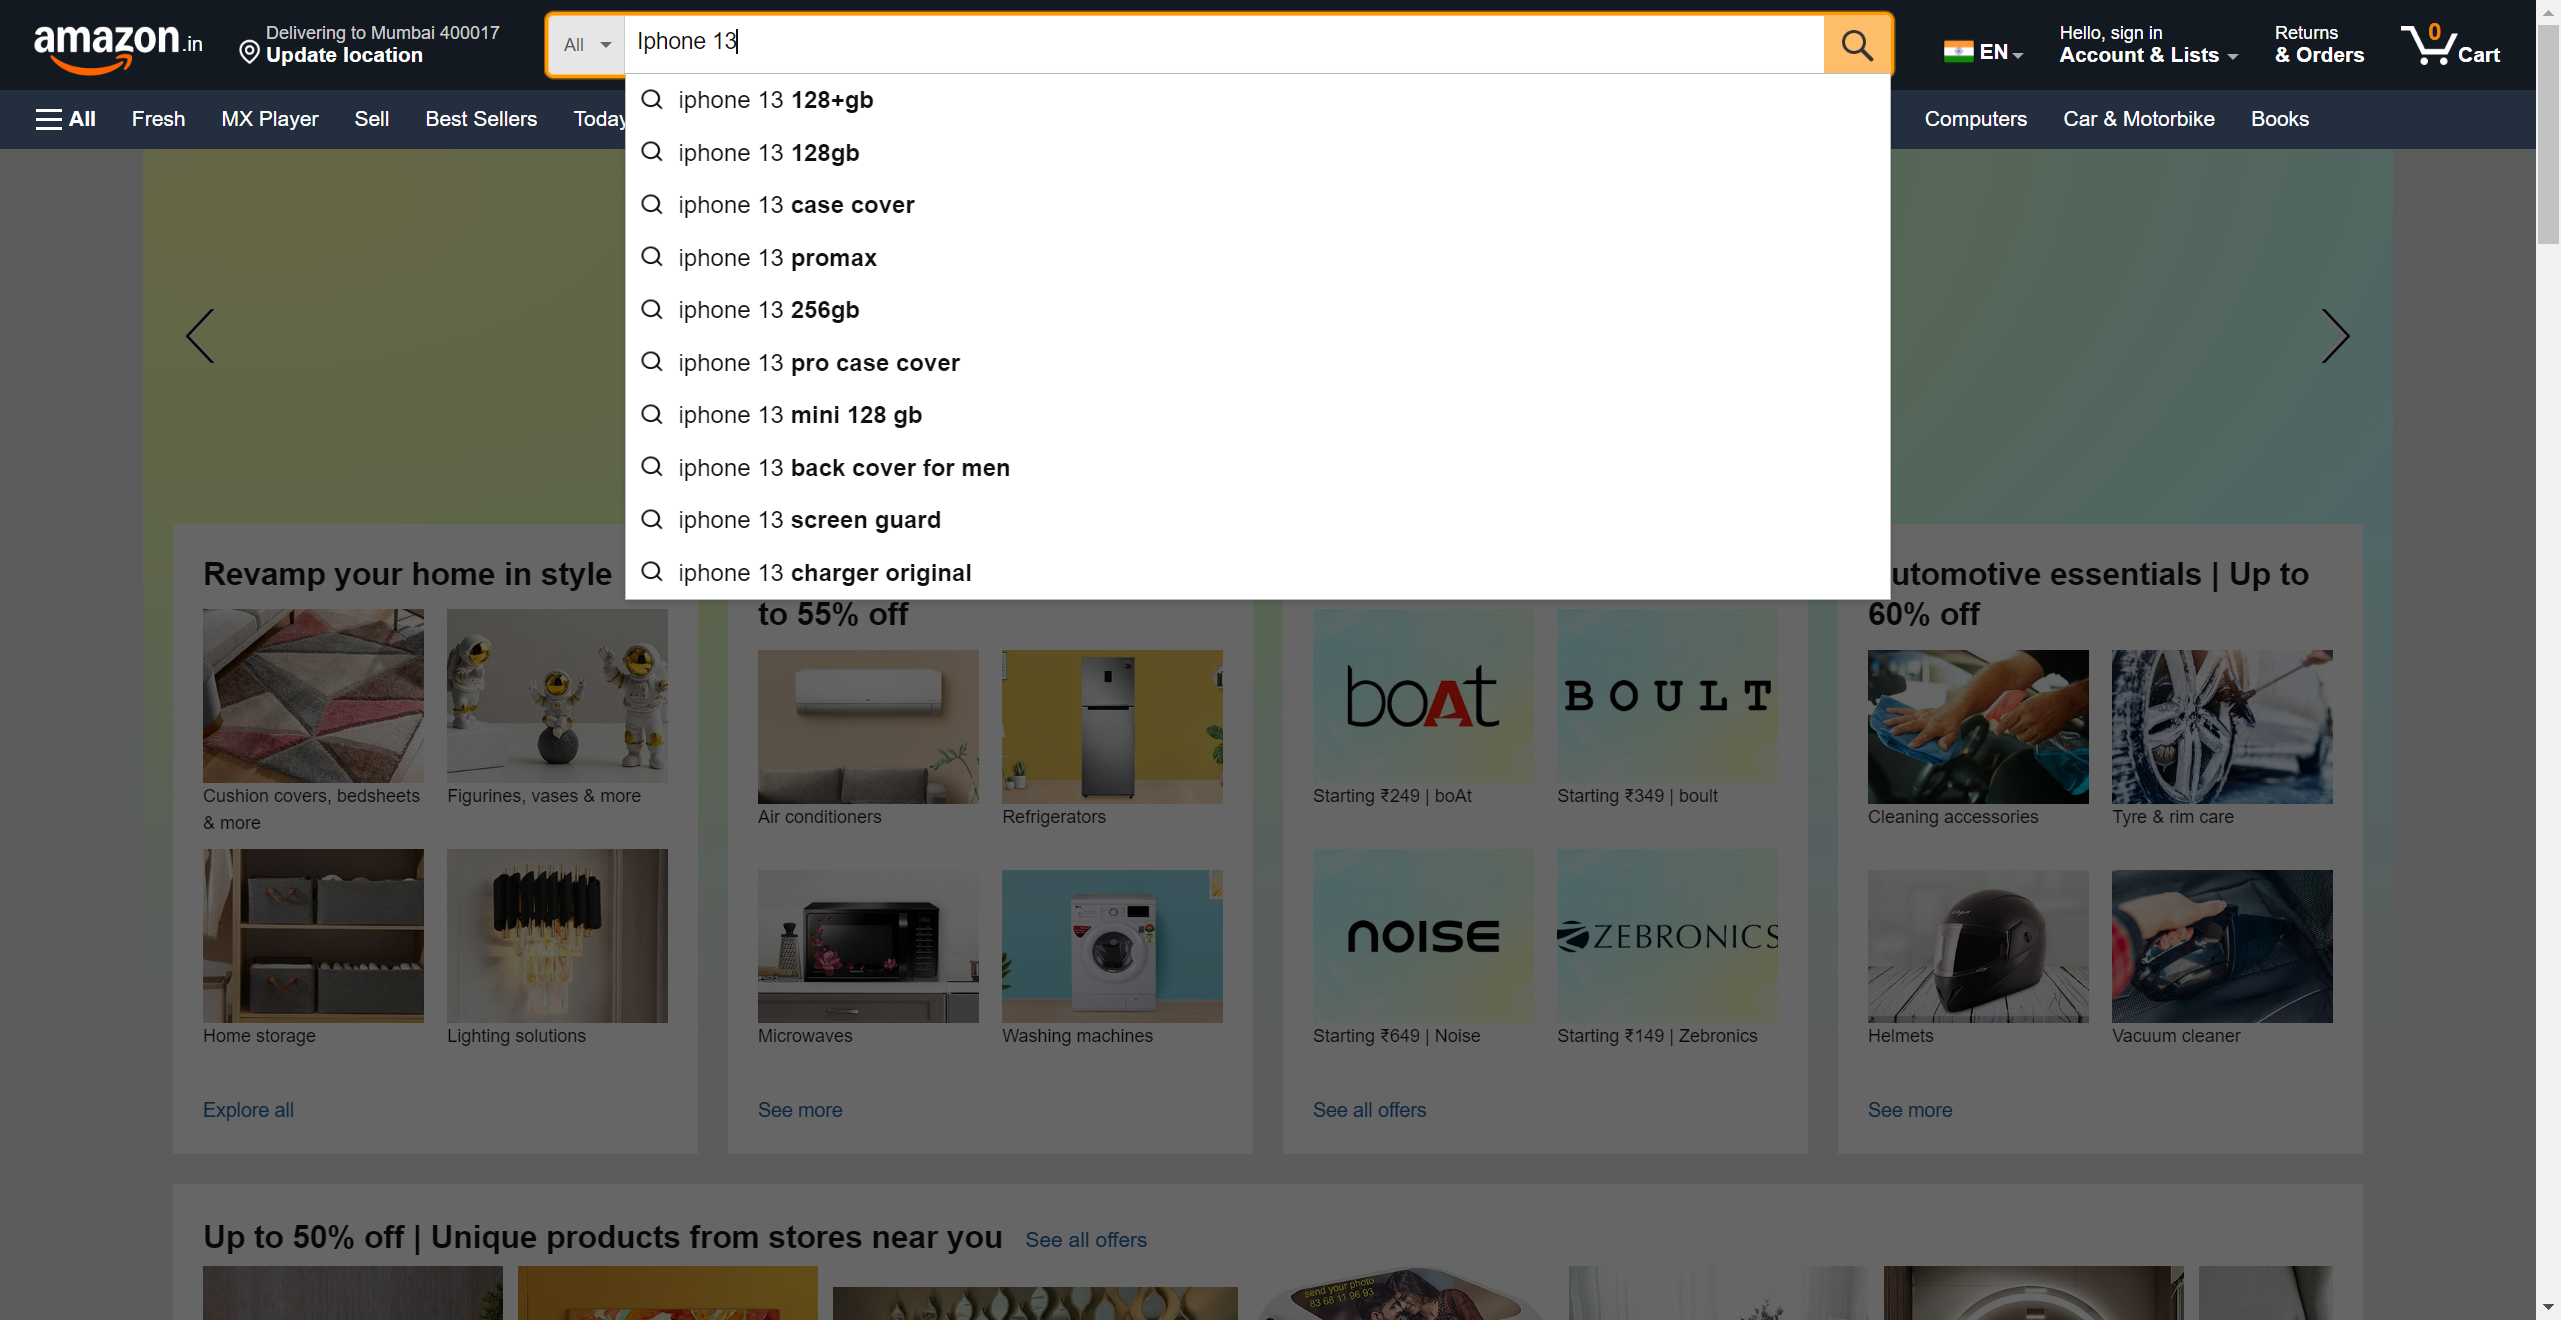 amazon.in
Delivering to Mumbai 400017
Update location
All
Iphone 13
EN
Hello, sign in
Account & Lists
Returns
& Orders
0
Cart
All
Fresh
MX Player
Sell
Best Sellers
Today
Computers
Car & Motorbike
Books
iphone 13 128+gb
iphone 13 128gb
iphone 13 case cover
iphone 13 promax
iphone 13 256gb
iphone 13 pro case cover
iphone 13 mini 128 gb
iphone 13 back cover for men
iphone 13 screen guard
iphone 13 charger original
Revamp your home in style
Cushion covers, bedsheets
& more
Figurines, vases & more
Home storage
Lighting solutions
Explore all
to 55% off
Air conditioners
Refrigerators
Microwaves
Washing machines
See more
boAt
BOULT
Starting ₹249 | boAt
Starting ₹349 | boult
NOISE
ZEBRONICS
Starting ₹649 | Noise
Starting ₹149 | Zebronics
See all offers
utomotive essentials | Up to
60% off
Cleaning accessories
Tyre & rim care
Helmets
Vacuum cleaner
See more
Up to 50% off | Unique products from stores near you
See all offers
send your photo
83 68 11 96 93